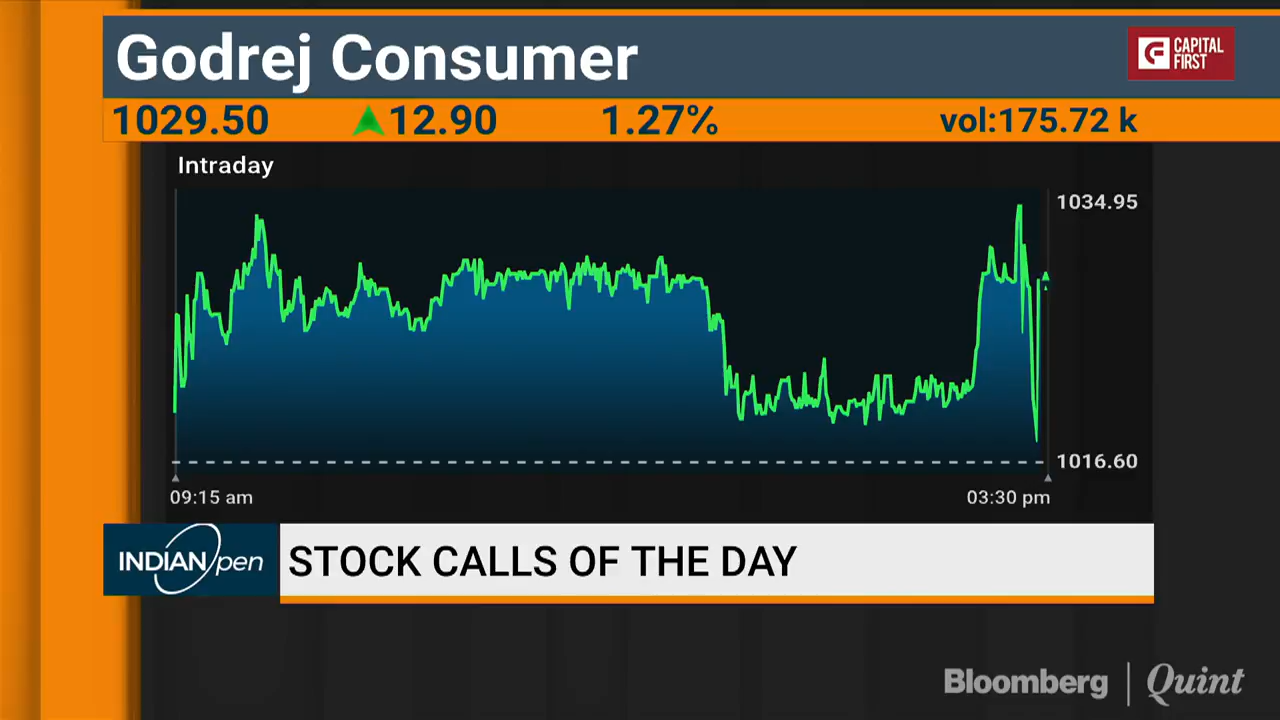 Godrej Consumer
CAPITAL
FIRST
1029.50 12.90 1.27% vol:175.72 k
Intraday
1034.95
1016.60
09:15 am 03:30 pm
INDIAN pen STOCK CALLS OF THE DAY
Bloomberg | Quint